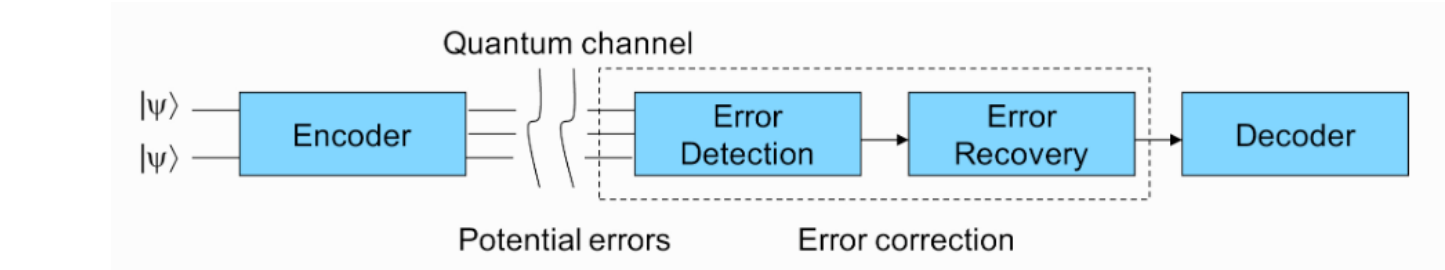 Quantum channel
|ψ⟩
|ψ⟩
Encoder
Error
Detection
Error
Recovery
Decoder
Potential errors
Error correction